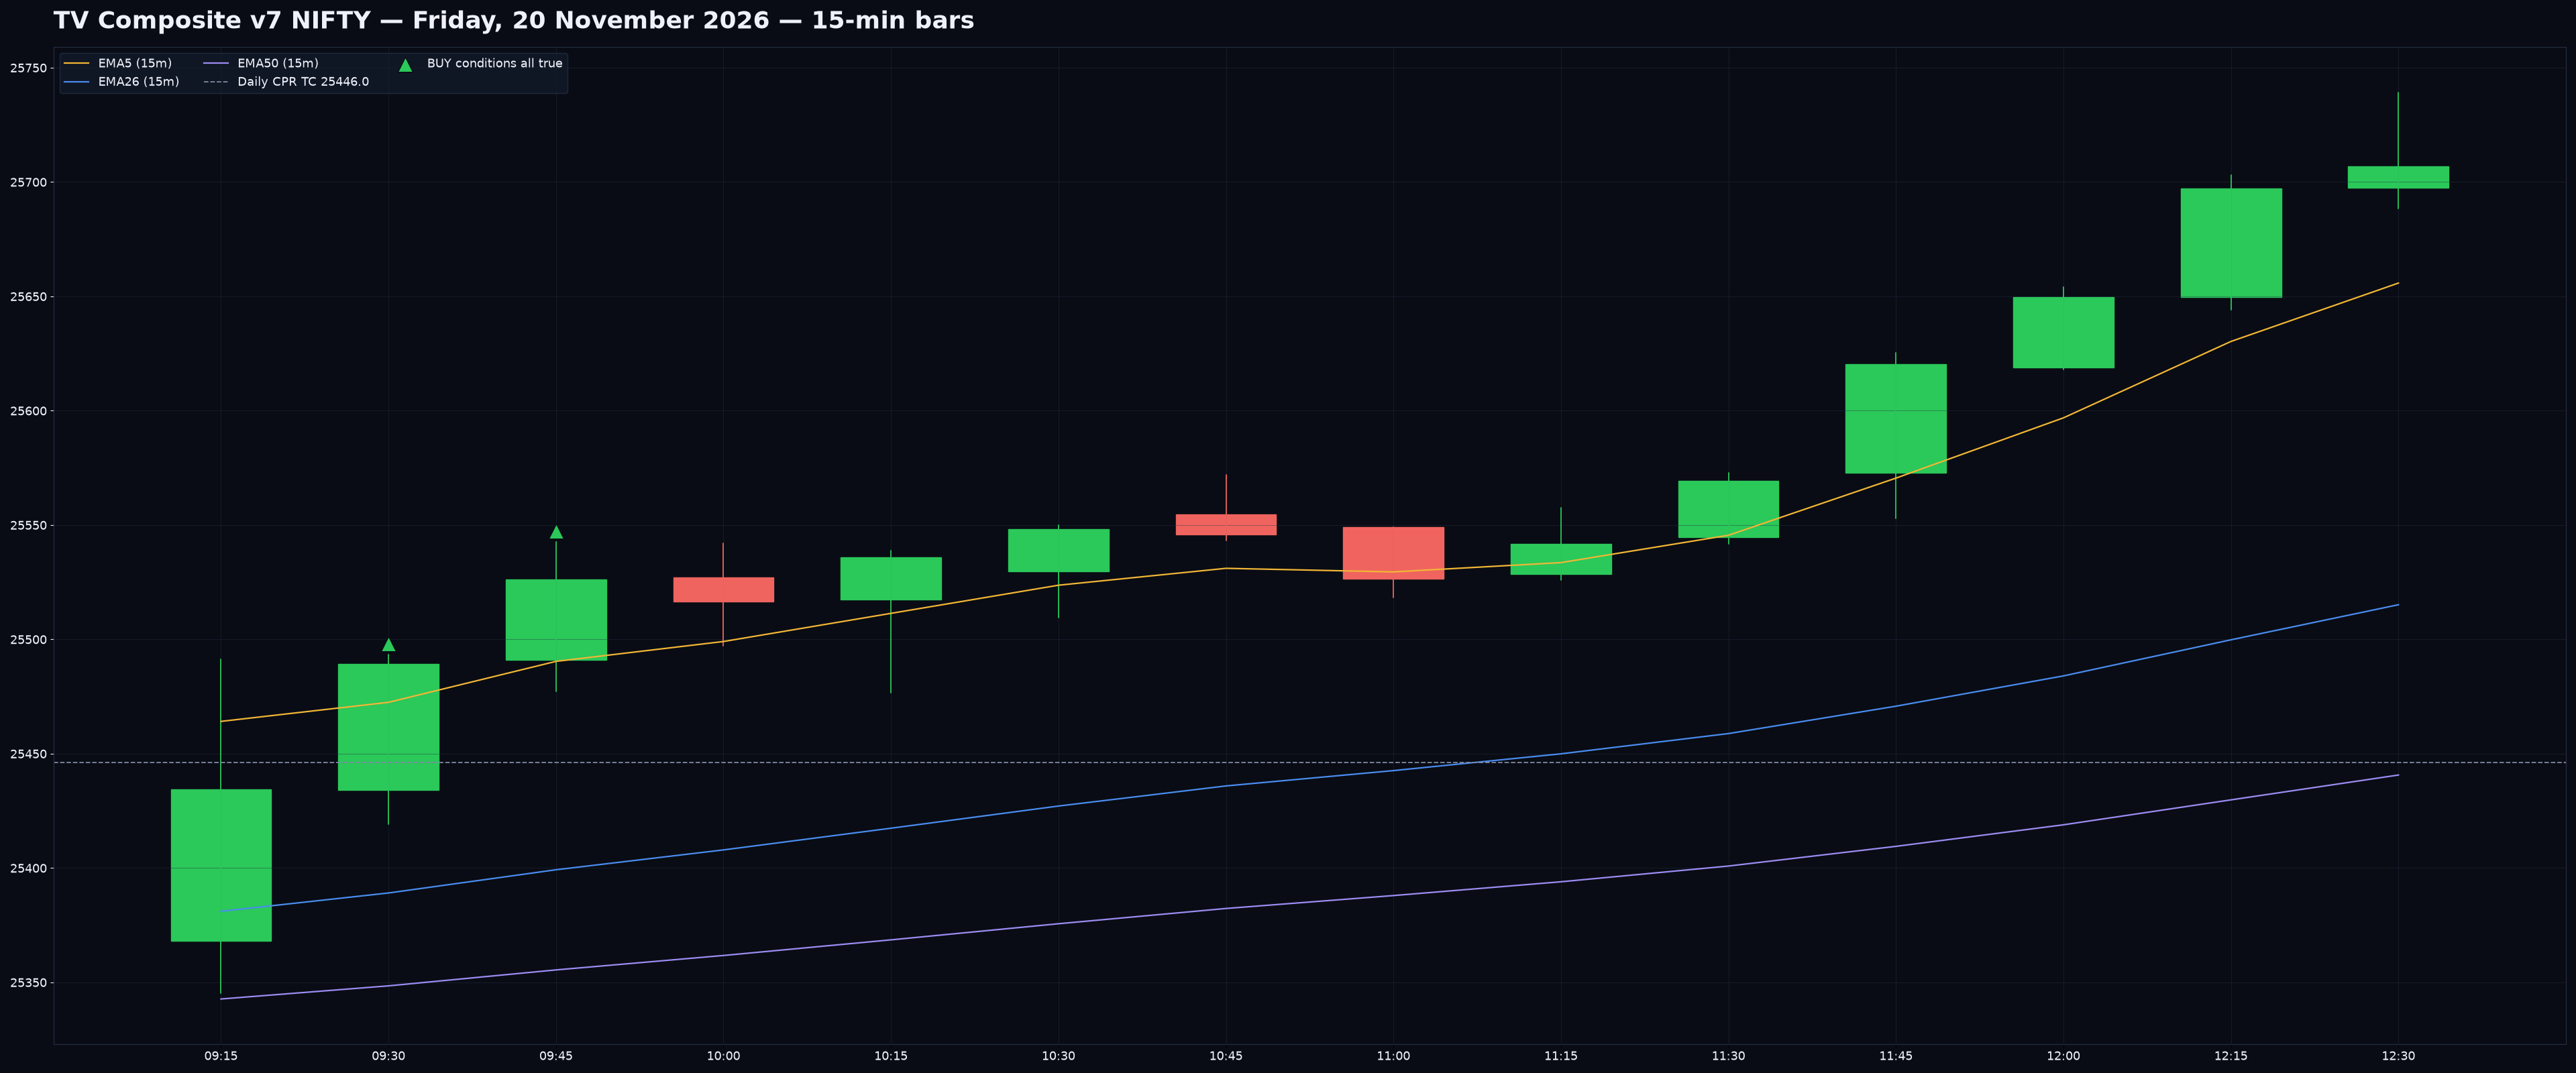 TV Composite v7 NIFTY — Friday, 20 November 2026 — 15-min bars
EMA5 (15m)
EMA26 (15m)
EMA50 (15m)
Daily CPR TC 25446.0
BUY conditions all true
25750
25700
25650
25600
25550
25500
25450
25400
25350
09:15 09:30 09:45 10:00 10:15 10:30 10:45 11:00 11:15 11:30 11:45 12:00 12:15 12:30